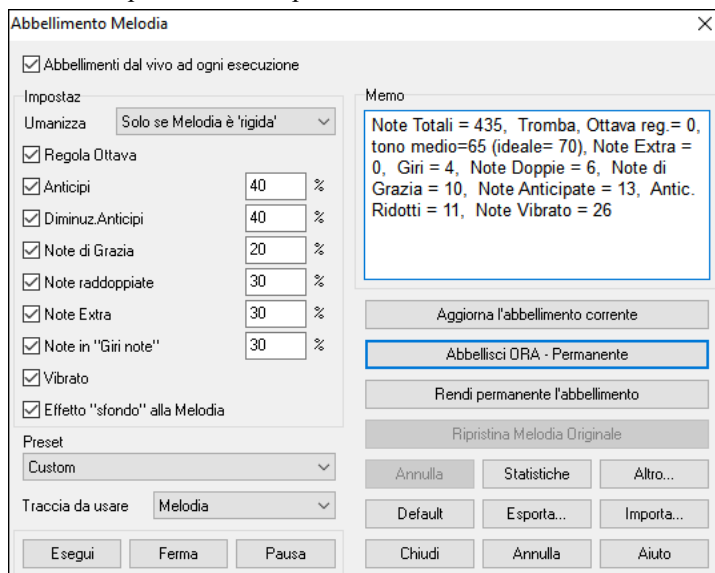 Abbellimento Melodia
Abbellimenti dal vivo ad ogni esecuzione
Impostaz
Umanizza Solo se Melodia è 'rigida'
Regola Ottava
Anticipi 40 %
Diminuz.Anticipi 40 %
Note di Grazia 20 %
Note raddoppiate 30 %
Note Extra 30 %
Note in "Giri note" 30 %
Vibrato
Effetto "sfondo" alla Melodia
Preset
Custom
Traccia da usare Melodia
Esegui Ferma Pausa
Memo
Note Totali = 435, Tromba, Ottava reg.= 0,
tono medio=65 (ideale= 70), Note Extra =
0, Giri = 4, Note Doppie = 6, Note di
Grazia = 10, Note Anticipate = 13, Antic.
Ridotti = 11, Note Vibrato = 26
Aggiorna l'abbellimento corrente
Abbellisci ORA - Permanente
Rendi permanente l'abbellimento
Ripristina Melodia Originale
Annulla Statistiche Altro...
Default Esporta... Importa...
Chiudi Annulla Aiuto